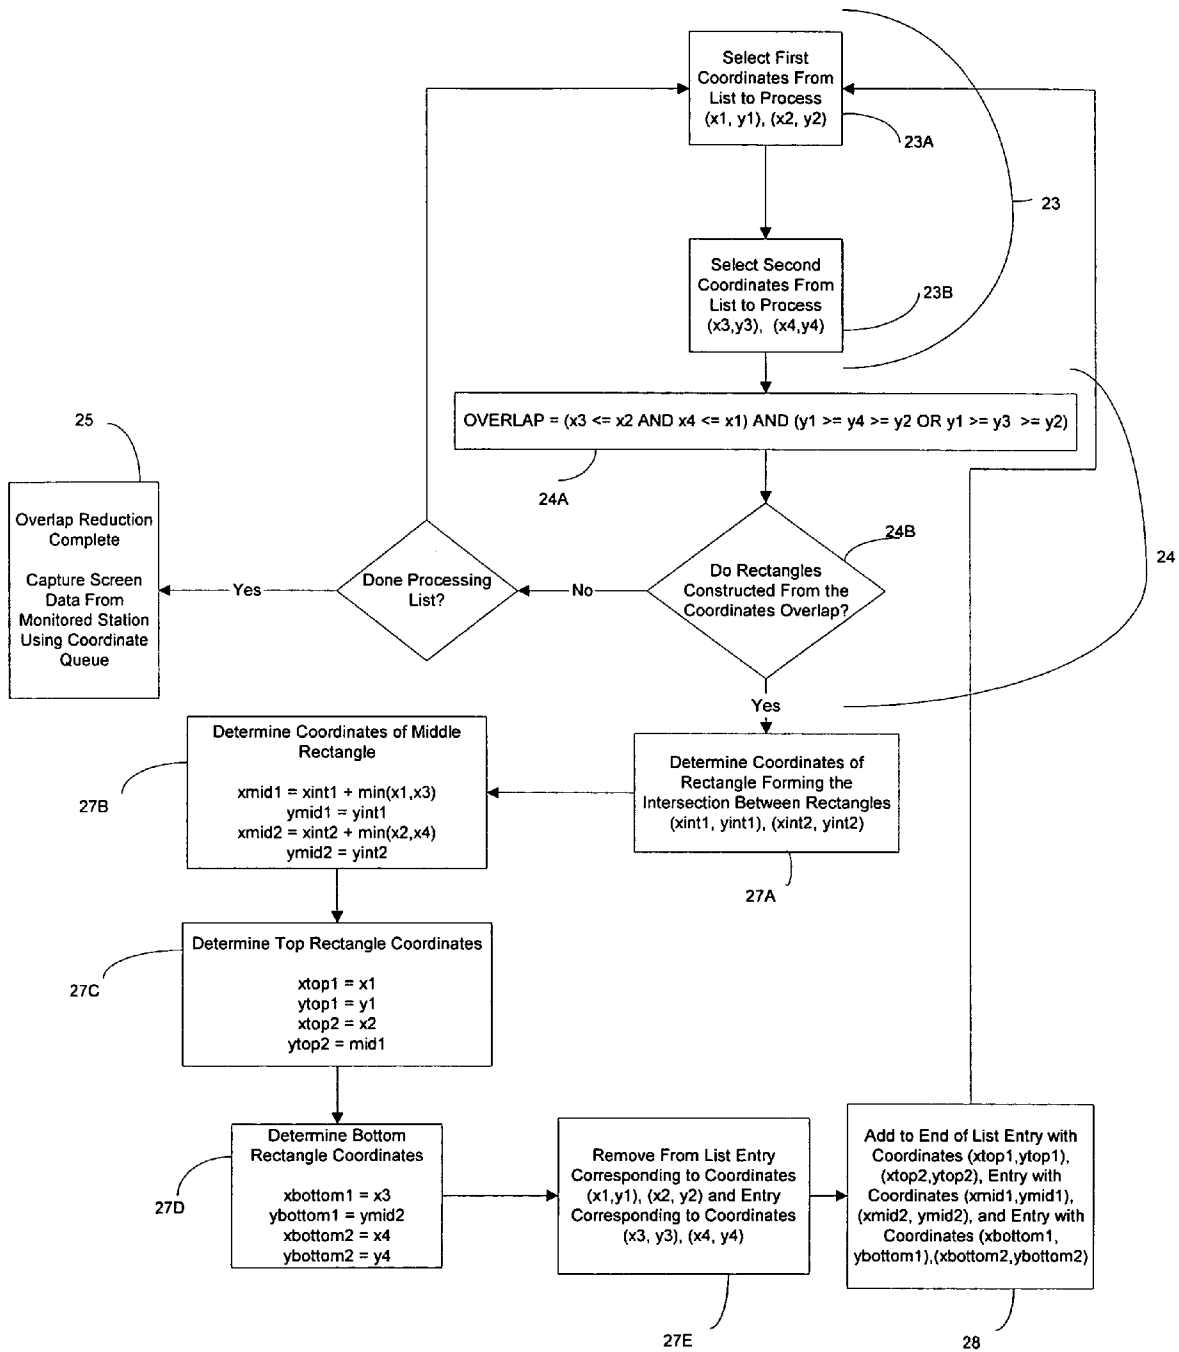 Select First
Coordinates From
List to Process
(x1, y1), (x2, y2)
23A
23
Select Second
Coordinates From
List to Process
(x3,y3), (x4,y4)
23B
OVERLAP = (x3 <= x2 AND x4 <= x1) AND (y1 >= y4 >= y2 OR y1 >= y3 >= y2)
24A
25
Overlap Reduction
Complete
Capture Screen
Data From
Monitored Station
Using Coordinate
Queue
Yes
Done Processing
List?
No
Do Rectangles
Constructed From the
Coordinates Overlap?
24B
24
Yes
Determine Coordinates of
Rectangle Forming the
Intersection Between Rectangles
(xint1, yint1), (xint2, yint2)
27A
Determine Coordinates of Middle
Rectangle
xmid1 = xint1 + min(x1,x3)
ymid1 = yint1
xmid2 = xint2 + min(x2,x4)
ymid2 = yint2
27B
Determine Top Rectangle Coordinates
xtop1 = x1
ytop1 = y1
xtop2 = x2
ytop2 = mid1
27C
Determine Bottom
Rectangle Coordinates
xbottom1 = x3
ybottom1 = ymid2
xbottom2 = x4
ybottom2 = y4
27D
Remove From List Entry
Corresponding to Coordinates
(x1,y1), (x2, y2) and Entry
Corresponding to Coordinates
(x3, y3), (x4, y4)
27E
Add to End of List Entry with
Coordinates (xtop1,ytop1),
(xtop2,ytop2), Entry with
Coordinates (xmid1,ymid1),
(xmid2, ymid2), and Entry with
Coordinates (xbottom1,
ybottom1),(xbottom2,ybottom2)
28